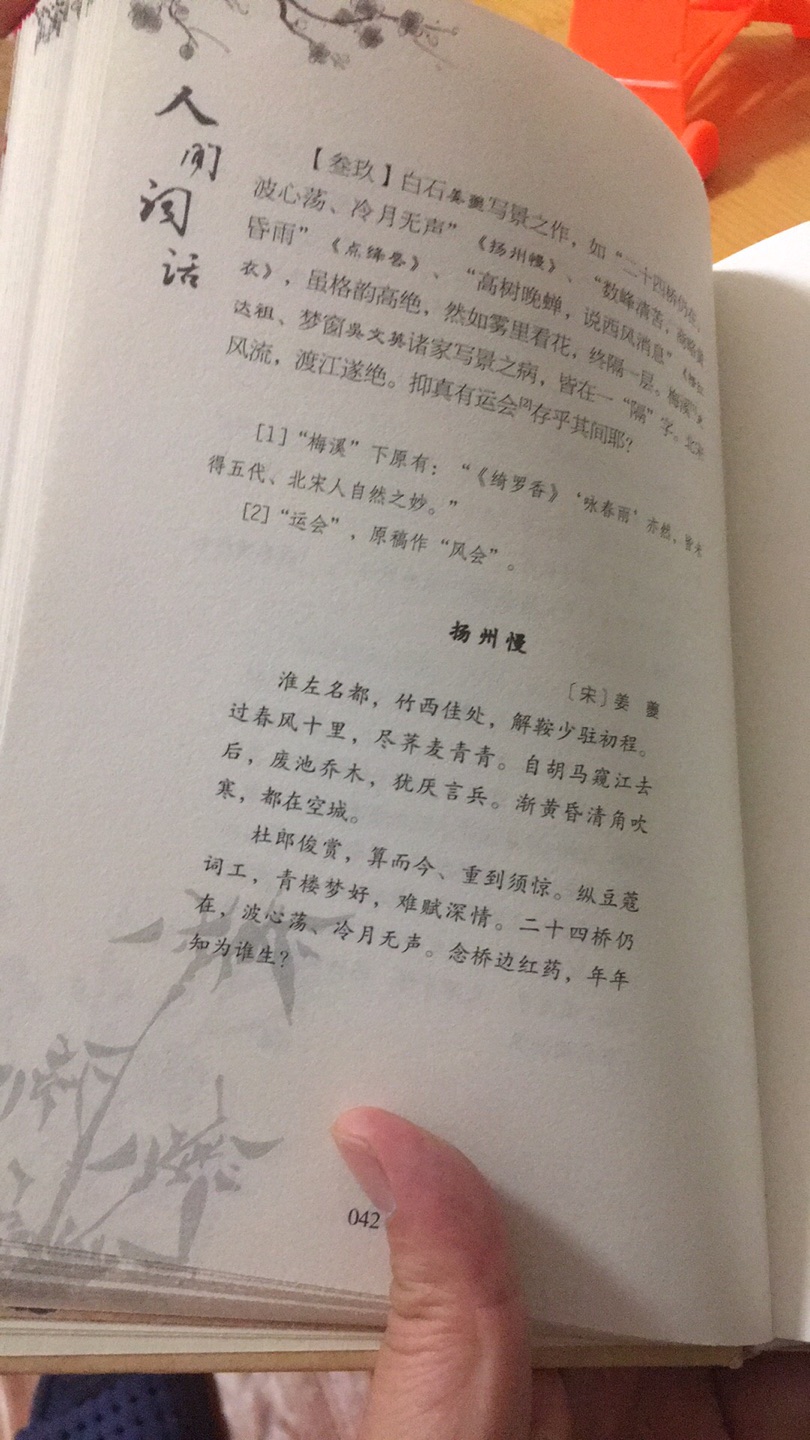 人间词话
【叁玖】白石姜夔写景之作，如“二十四桥仍在，
波心荡、冷月无声”《扬州慢》、“数峰清苦，商略黄
昏雨”《点绛唇》、“高树晚蝉，说西风消息”《惜红
衣》，虽格韵高绝，然如雾里看花，终隔一层。梅溪[1]史
达祖、梦窗吴文英诸家写景之病，皆在一“隔”字。北宋
风流，渡江遂绝。抑真有运会[2]存乎其间耶？
[1]“梅溪”下原有：“《绮罗香》‘咏春雨’亦然，皆未
得五代、北宋人自然之妙。”
[2]“运会”，原稿作“风会”。
扬州慢
〔宋〕姜 夔
淮左名都，竹西佳处，解鞍少驻初程。
过春风十里，尽荠麦青青。自胡马窥江去
后，废池乔木，犹厌言兵。渐黄昏清角吹
寒，都在空城。
杜郎俊赏，算而今、重到须惊。纵豆蔻
词工，青楼梦好，难赋深情。二十四桥仍
在，波心荡、冷月无声。念桥边红药，年年
知为谁生？
042